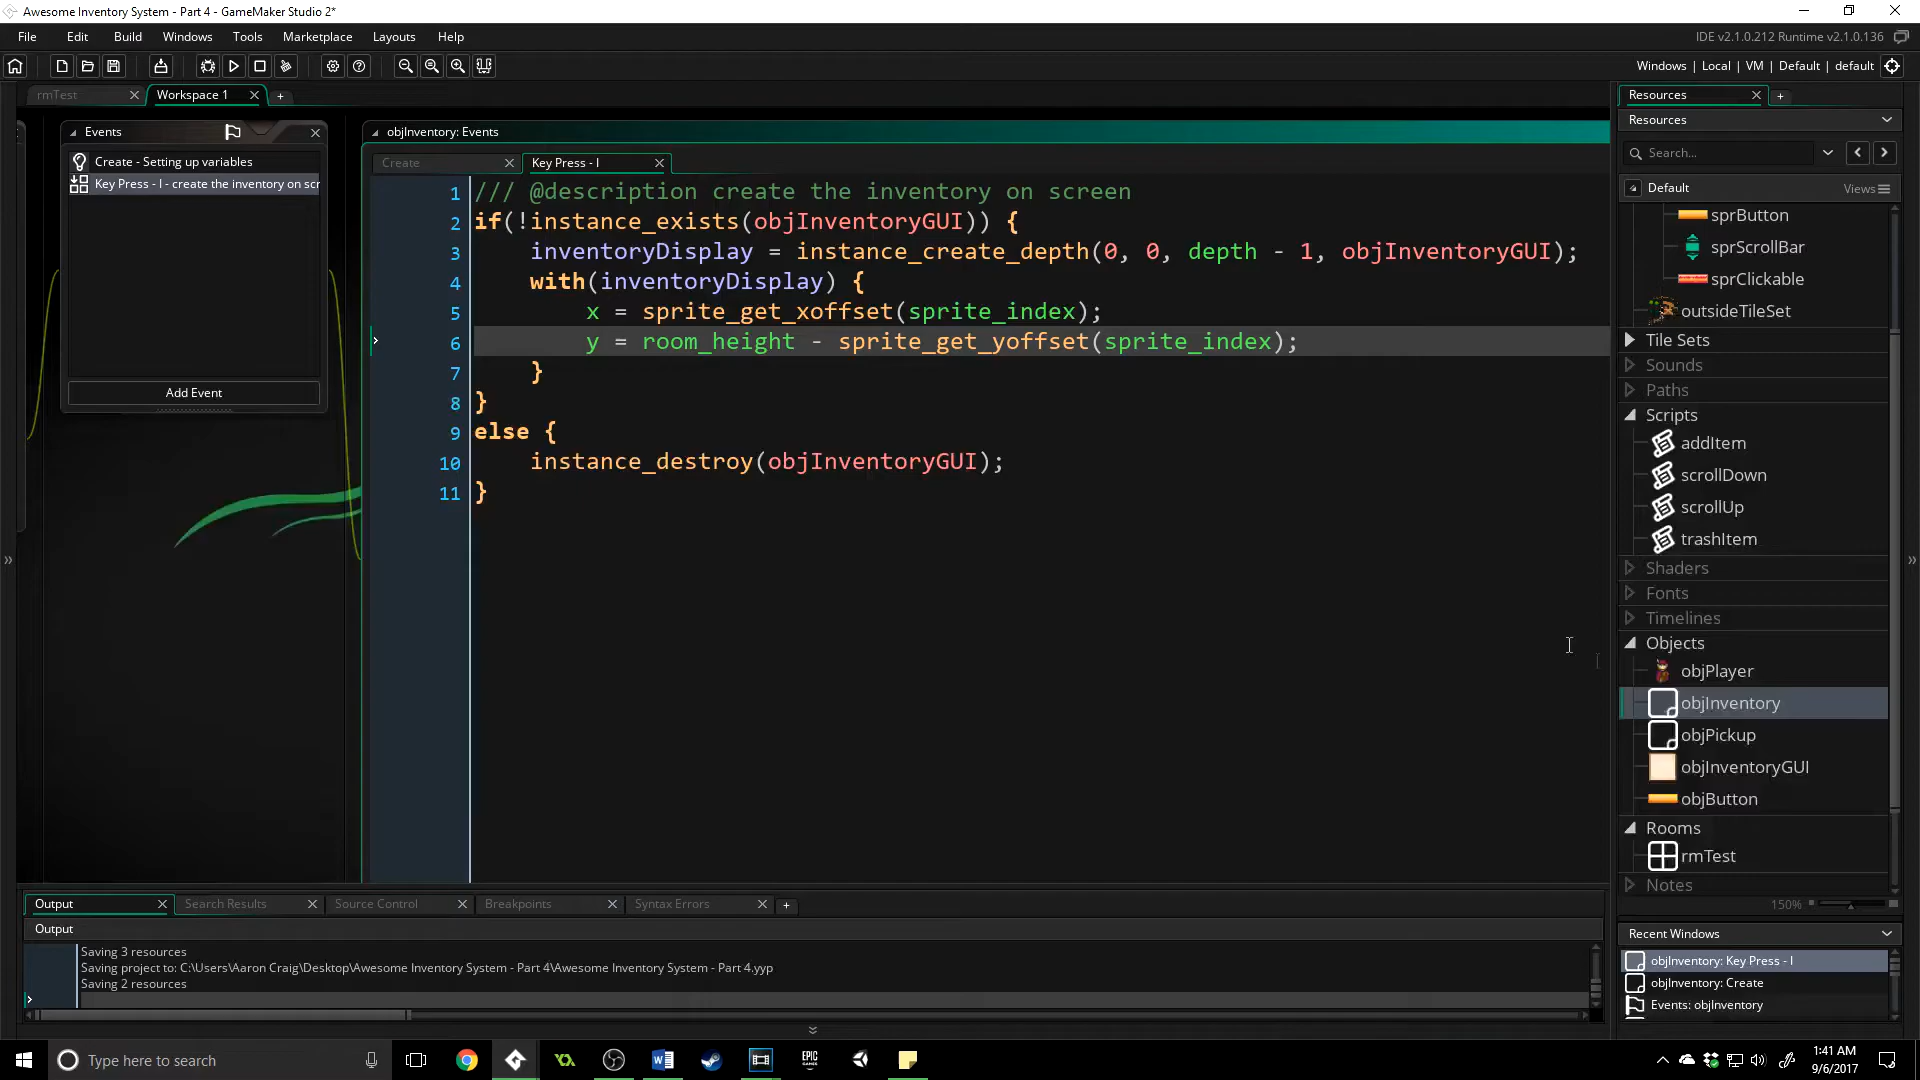 Awesome Inventory System - Part 4 - GameMaker Studio 2*
File Edit Build Windows Tools Marketplace Layouts Help
IDE v2.1.0.212 Runtime v2.1.0.136
Windows | Local | VM | Default | default
rmTest
Workspace 1
Resources
Resources
Search...
Default
Views
Events
Create - Setting up variables
Key Press - I - create the inventory on scr
Add Event
objInventory: Events
Create
Key Press - I
1 /// @description create the inventory on screen
2 if(!instance_exists(objInventoryGUI)) {
3 inventoryDisplay = instance_create_depth(0, 0, depth - 1, objInventoryGUI);
4 with(inventoryDisplay) {
5 x = sprite_get_xoffset(sprite_index);
6 y = room_height - sprite_get_yoffset(sprite_index);
7 }
8 }
9 else {
10 instance_destroy(objInventoryGUI);
11 }
sprButton
sprScrollBar
sprClickable
outsideTileSet
Tile Sets
Sounds
Paths
Scripts
addItem
scrollDown
scrollUp
trashItem
Shaders
Fonts
Timelines
Objects
objPlayer
objInventory
objPickup
objInventoryGUI
objButton
Rooms
rmTest
Notes
150%
Recent Windows
objInventory: Key Press - I
objInventory: Create
Events: objInventory
Output
Search Results
Source Control
Breakpoints
Syntax Errors
Output
Saving 3 resources
Saving project to: C:\Users\Aaron Craig\Desktop\Awesome Inventory System - Part 4\Awesome Inventory System - Part 4.yyp
Saving 2 resources
Type here to search
EPIC GAMES
1:41 AM
9/6/2017